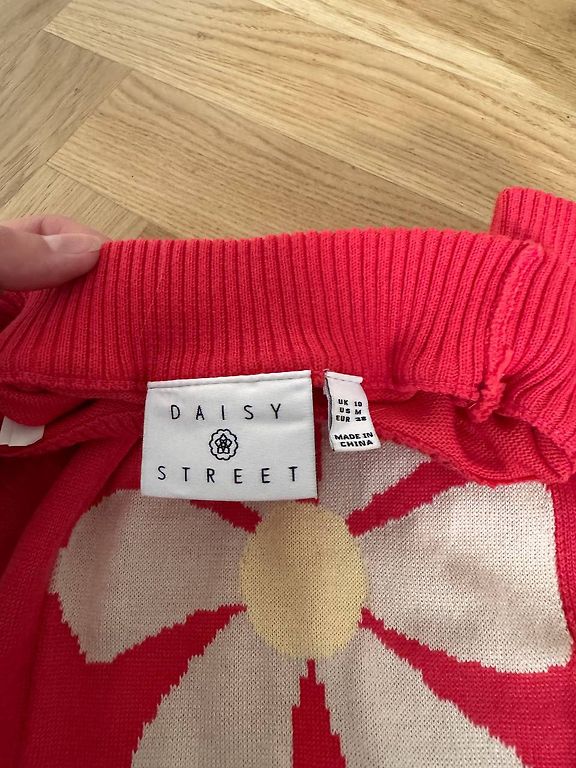 DAISY
STREET
UK 10
US M
EUR 38
MADE IN
CHINA